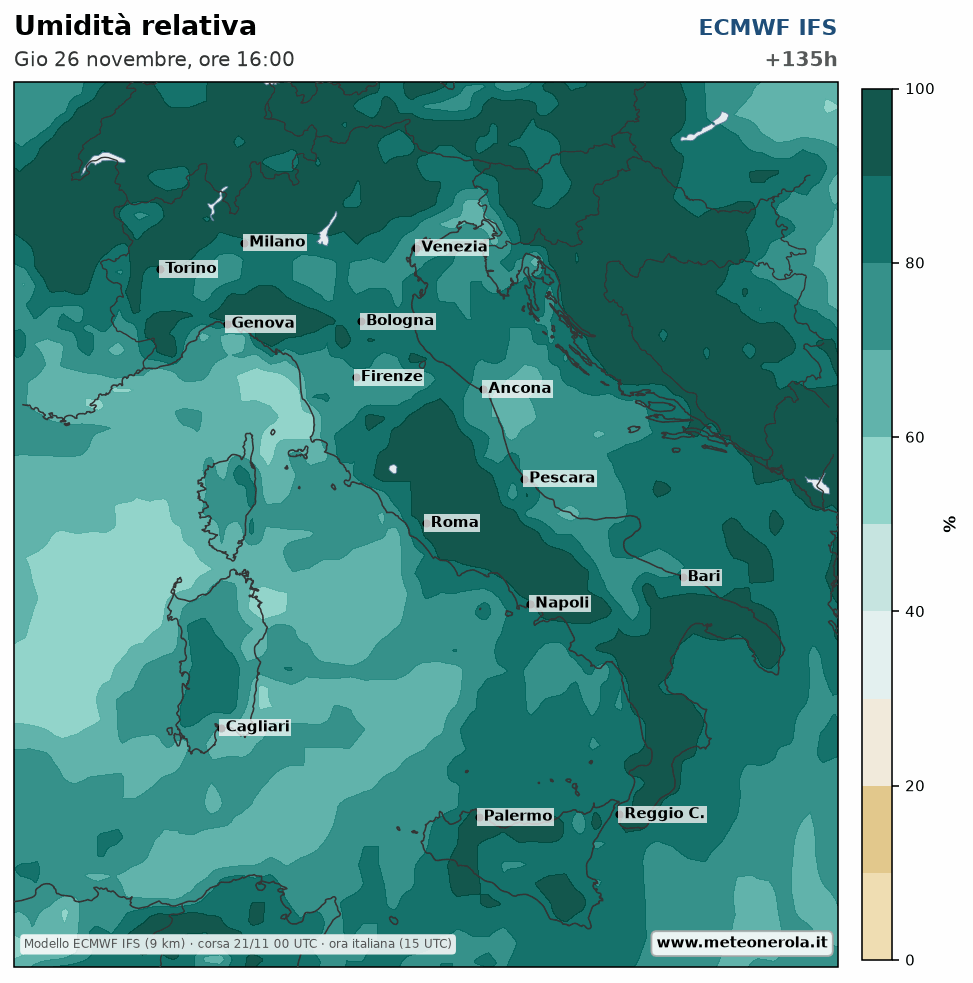 Umidità relativa
ECMWF IFS
Gio 26 novembre, ore 16:00
+135h
Milano
Venezia
Torino
Genova
Bologna
Firenze
Ancona
Pescara
Roma
Bari
Napoli
Cagliari
Palermo
Reggio C.
100
80
60
40
20
0
%
Modello ECMWF IFS (9 km) · corsa 21/11 00 UTC · ora italiana (15 UTC)
www.meteonerola.it